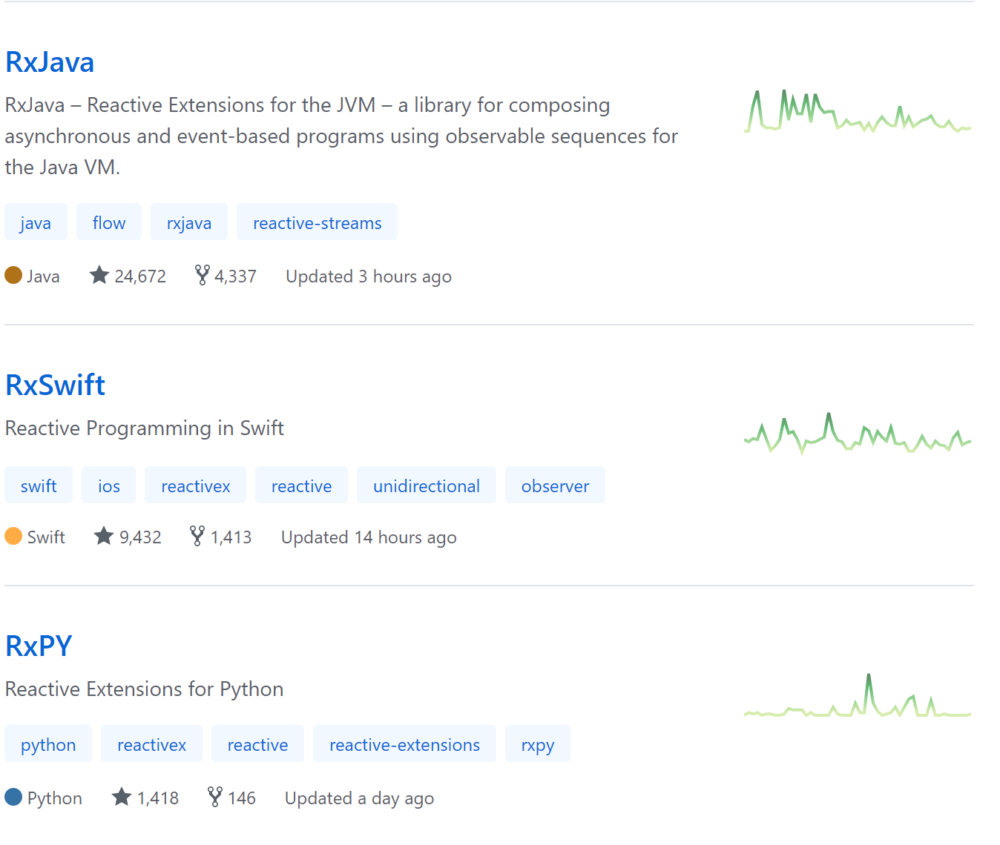 RxJava
RxJava – Reactive Extensions for the JVM – a library for composing
asynchronous and event-based programs using observable sequences for
the Java VM.
java flow rxjava reactive-streams
Java 24,672 4,337 Updated 3 hours ago
RxSwift
Reactive Programming in Swift
swift ios reactivex reactive unidirectional observer
Swift 9,432 1,413 Updated 14 hours ago
RxPY
Reactive Extensions for Python
python reactivex reactive reactive-extensions rxpy
Python 1,418 146 Updated a day ago